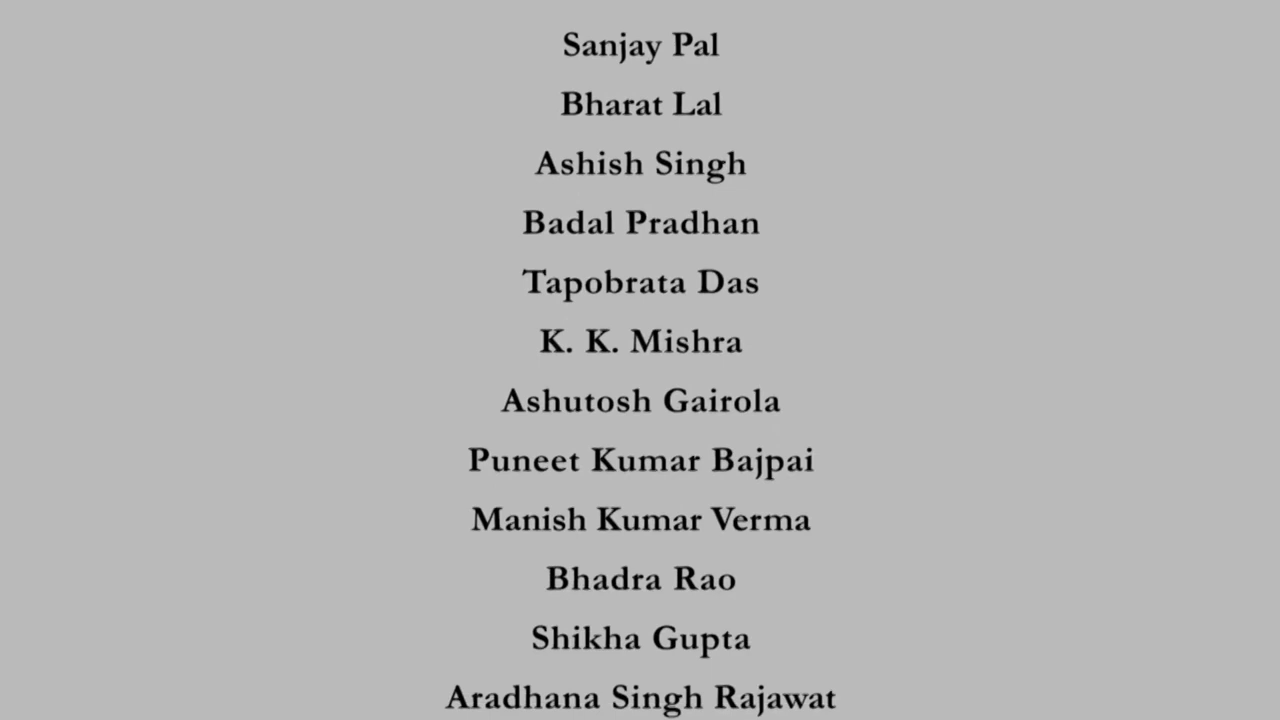 Sanjay Pal
Bharat Lal
Ashish Singh
Badal Pradhan
Tapobrata Das
K. K. Mishra
Ashutosh Gairola
Puneet Kumar Bajpai
Manish Kumar Verma
Bhadra Rao
Shikha Gupta
Aradhana Singh Rajawat